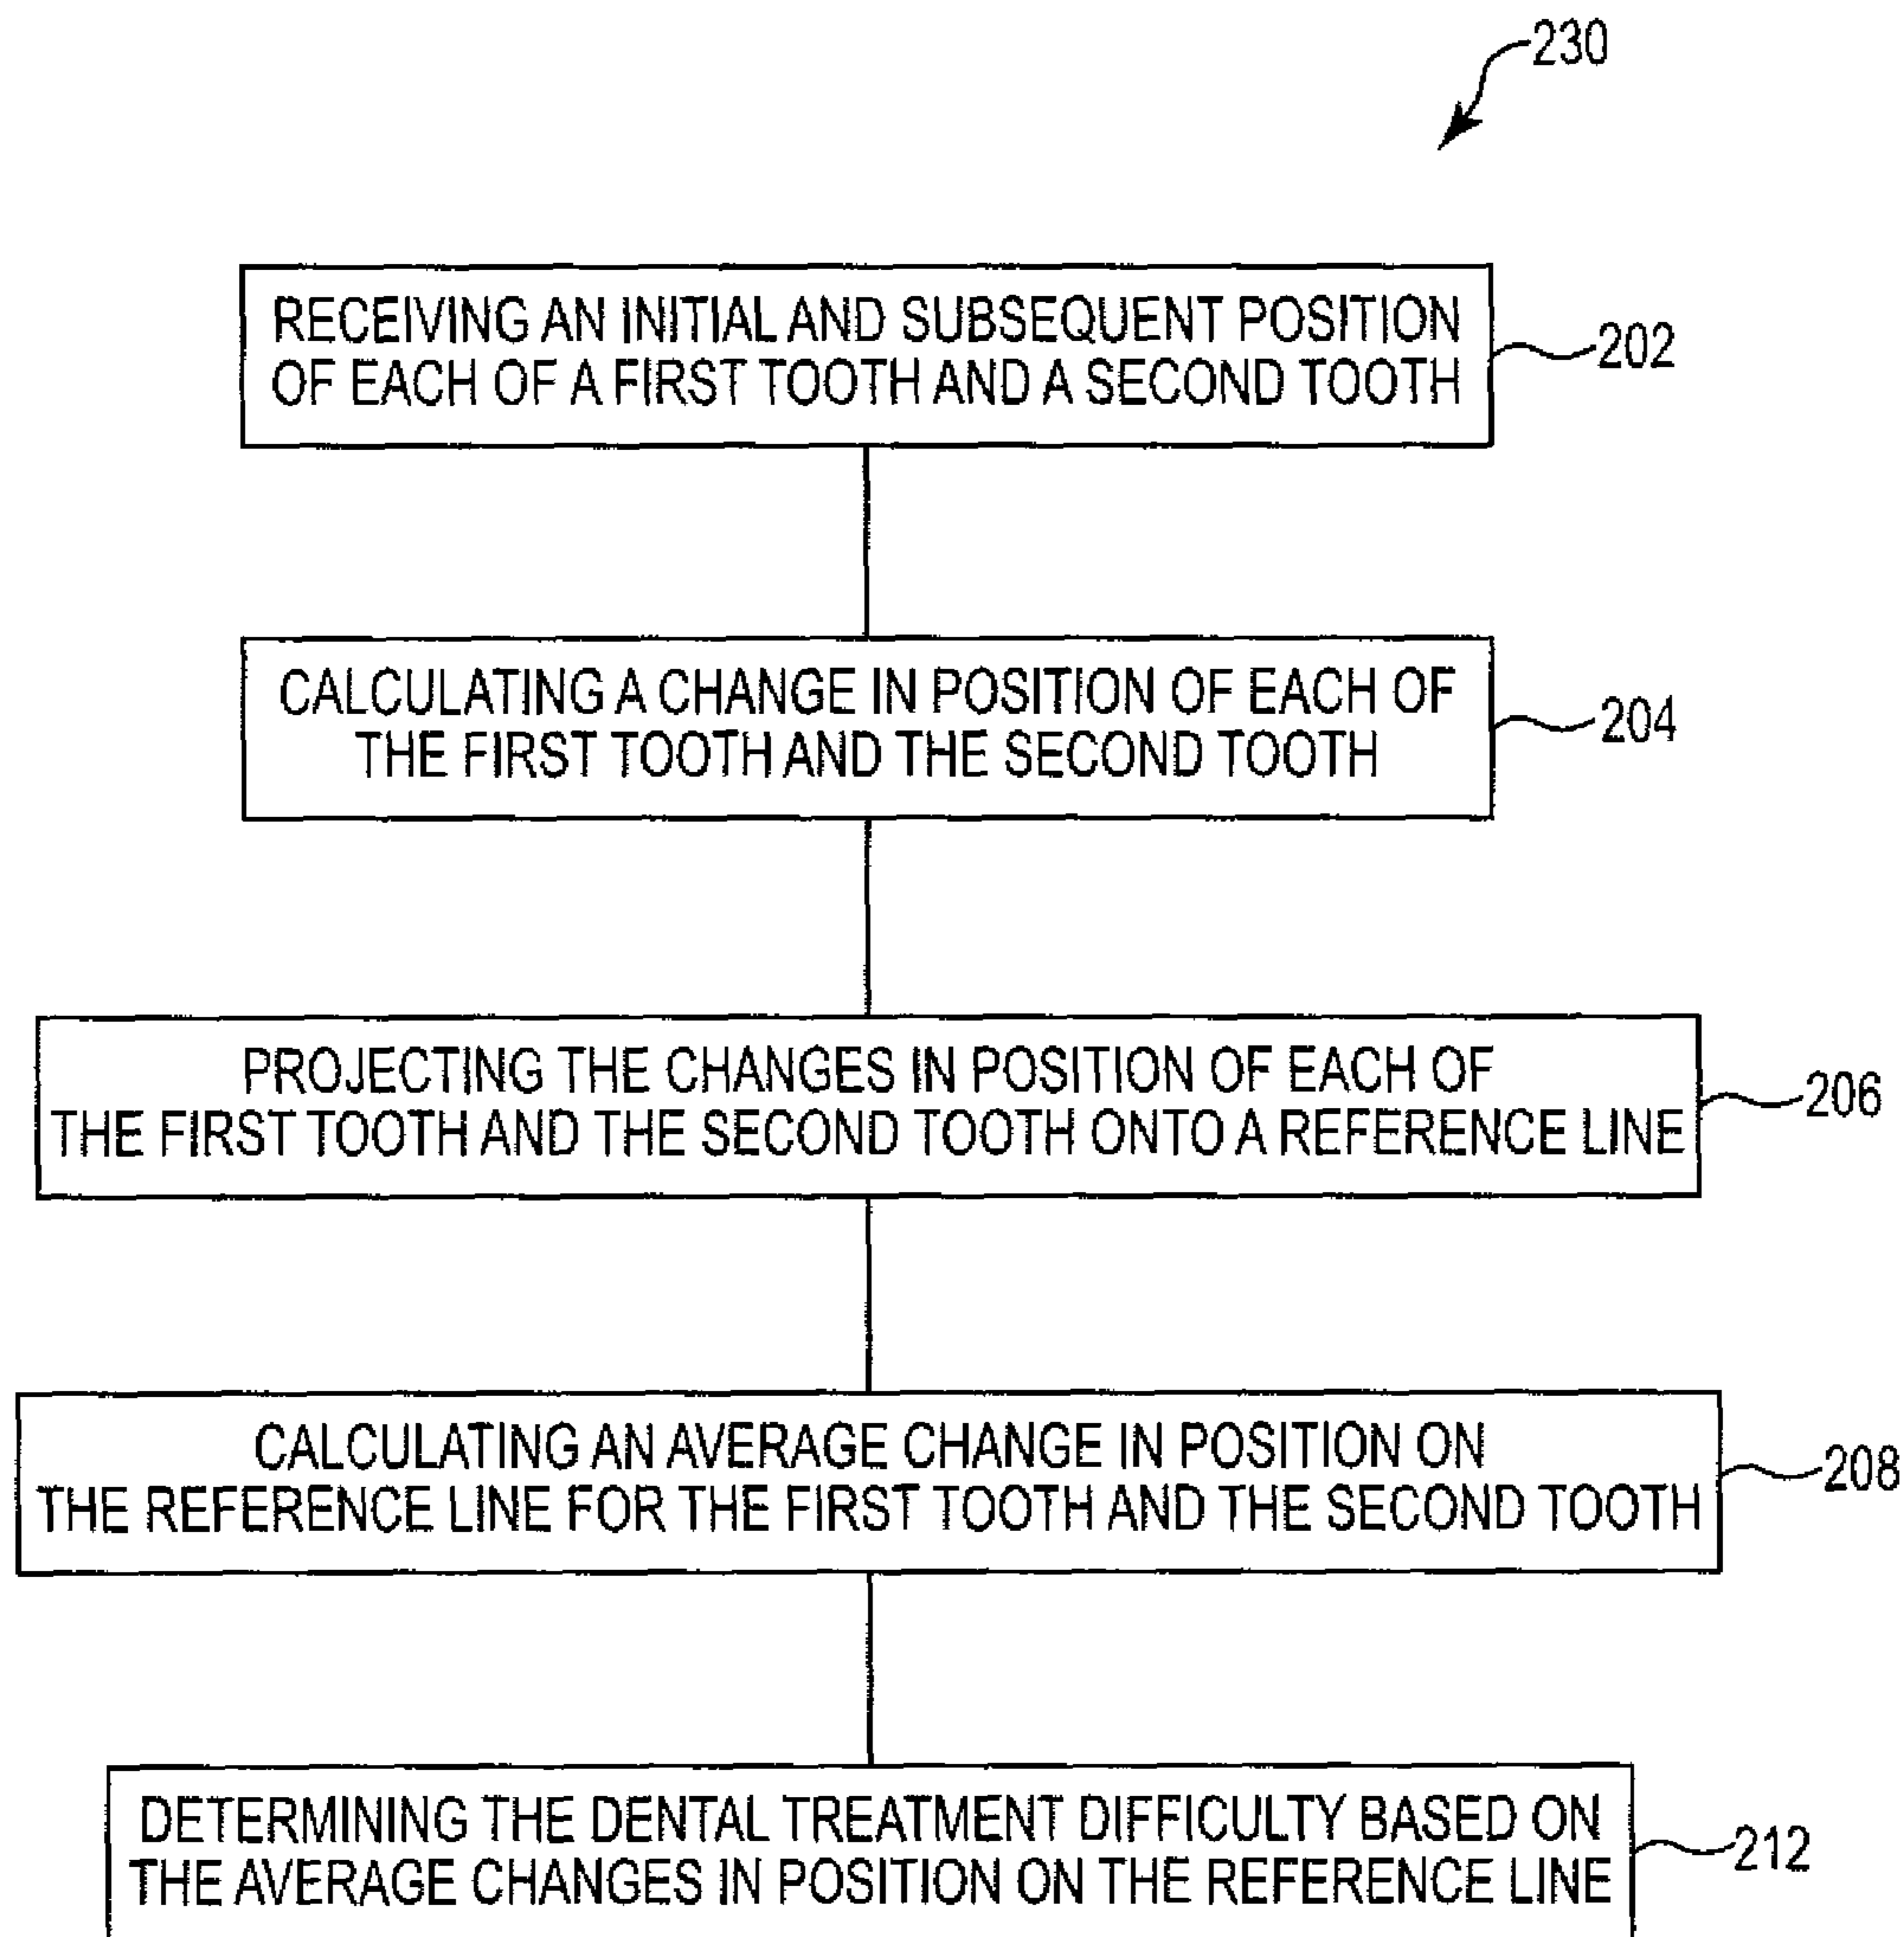 230
RECEIVING AN INITIAL AND SUBSEQUENT POSITION
OF EACH OF A FIRST TOOTH AND A SECOND TOOTH
202
CALCULATING A CHANGE IN POSITION OF EACH OF
THE FIRST TOOTH AND THE SECOND TOOTH
204
PROJECTING THE CHANGES IN POSITION OF EACH OF
THE FIRST TOOTH AND THE SECOND TOOTH ONTO A REFERENCE LINE
206
CALCULATING AN AVERAGE CHANGE IN POSITION ON
THE REFERENCE LINE FOR THE FIRST TOOTH AND THE SECOND TOOTH
208
DETERMINING THE DENTAL TREATMENT DIFFICULTY BASED ON
THE AVERAGE CHANGES IN POSITION ON THE REFERENCE LINE
212